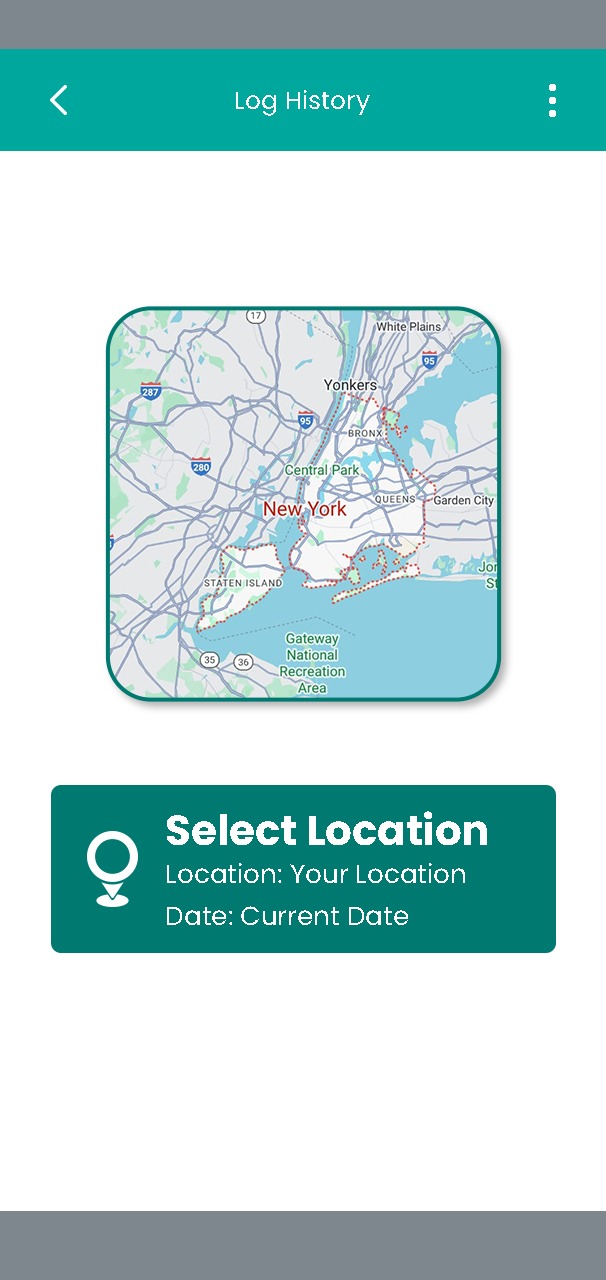 Log History
17
White Plains
95
287
Yonkers
95
BRONX
280
Central Park
QUEENS
Garden City
New York
Jon
St
STATEN ISLAND
Gateway
National
Recreation
Area
35
36
Select Location
Location: Your Location
Date: Current Date